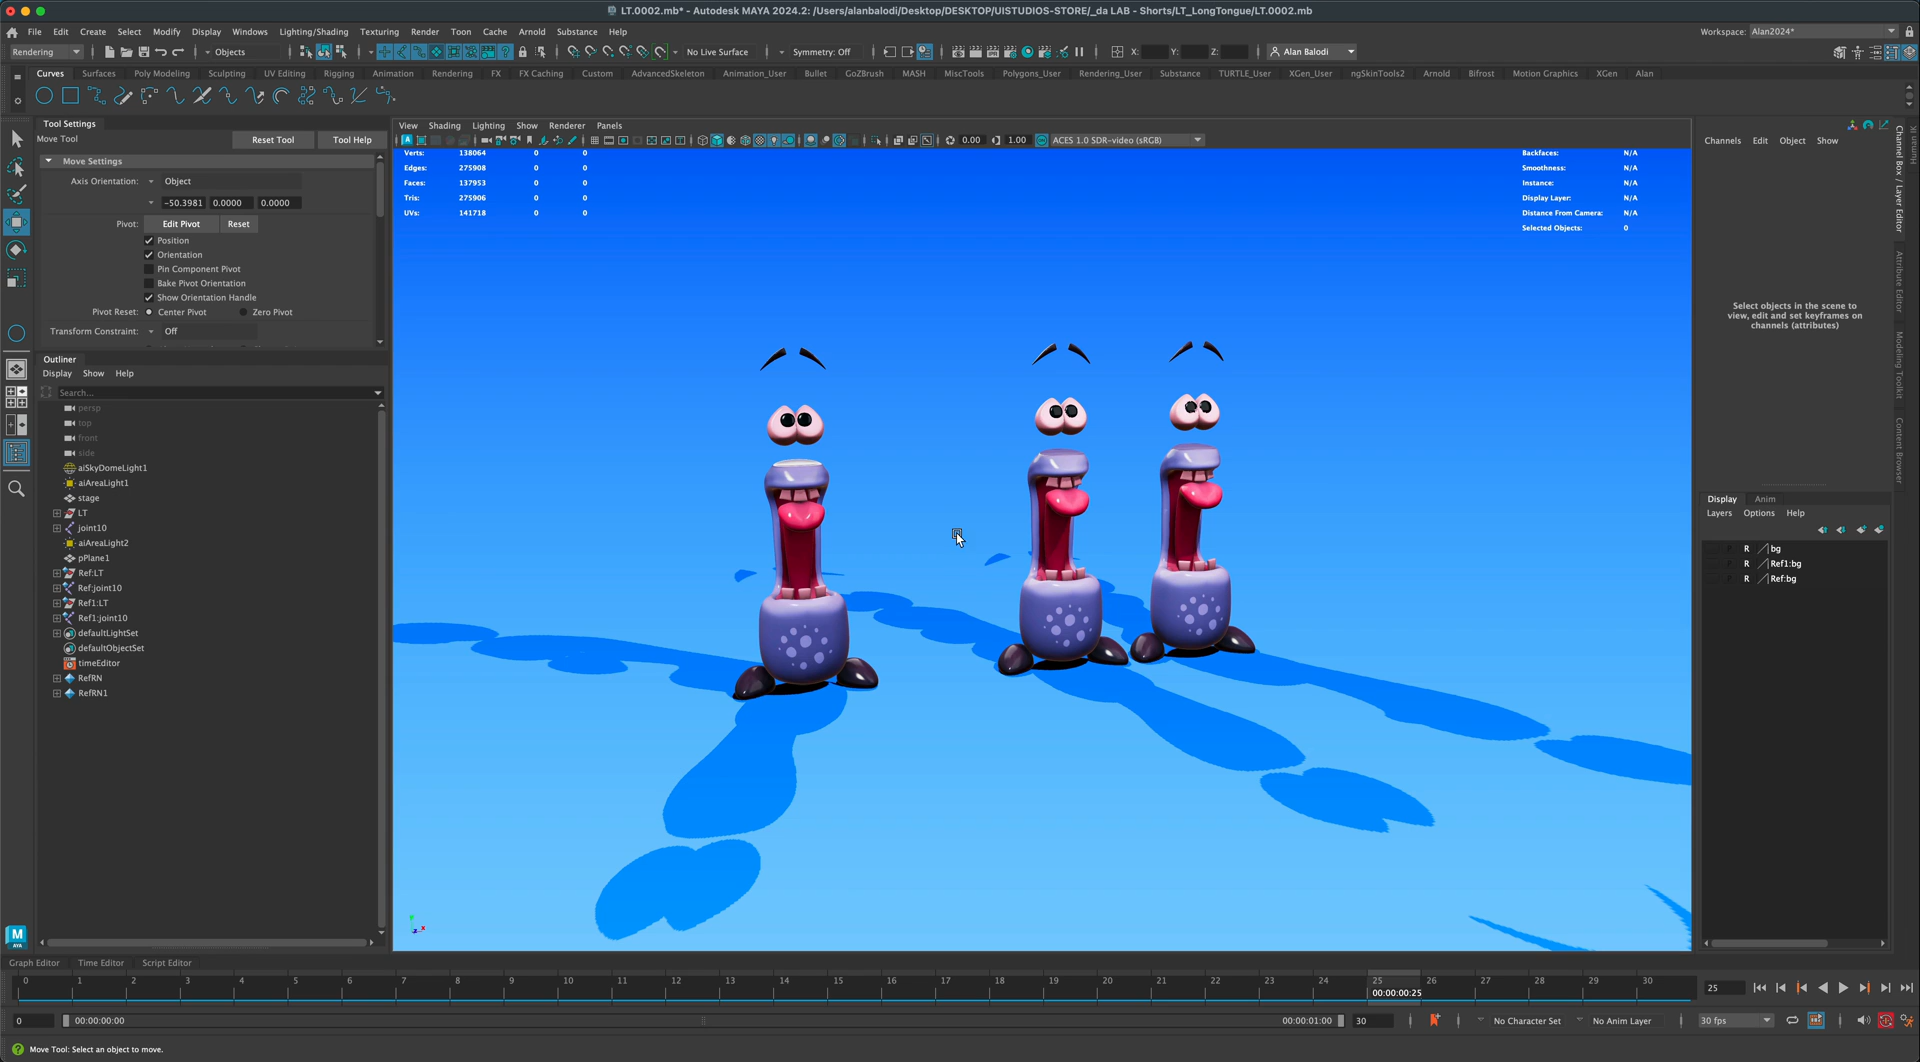 LT.0002.mb* - Autodesk MAYA 2024.2: /Users/alanbalodi/Desktop/DESKTOP/UISTUDIOS-STORE/_da LAB - Shorts/LT_LongTongue/LT.0002.mb
File Edit Create Select Modify Display Windows Lighting/Shading Texturing Render Toon Cache Arnold Substance Help
Workspace: Alan2024*
Rendering Objects No Live Surface Symmetry: Off X: Y: Z: Alan Balodi
Curves Surfaces Poly Modeling Sculpting UV Editing Rigging Animation Rendering FX FX Caching Custom AdvancedSkeleton Animation_User Bullet GoZBrush MASH MiscTools Polygons_User Rendering_User Substance TURTLE_User XGen_User ngSkinTools2 Arnold Bifrost Motion Graphics XGen Alan
Tool Settings
Move Tool Reset Tool Tool Help
Move Settings
Axis Orientation: Object
-50.3981 0.0000 0.0000
Pivot: Edit Pivot Reset
Position
Orientation
Pin Component Pivot
Bake Pivot Orientation
Show Orientation Handle
Pivot Reset: Center Pivot Zero Pivot
Transform Constraint: Off
Outliner
Display Show Help
Search...
persp
top
front
side
aiSkyDomeLight1
aiAreaLight1
stage
LT
joint10
aiAreaLight2
pPlane1
Ref:LT
Ref:joint10
Ref1:LT
Ref1:joint10
defaultLightSet
defaultObjectSet
timeEditor
RefRN
RefRN1
View Shading Lighting Show Renderer Panels
0.00 1.00 ACES 1.0 SDR-video (sRGB)
Verts: 138064 0 0
Edges: 275908 0 0
Faces: 137953 0 0
Tris: 275906 0 0
UVs: 141718 0 0
Backfaces: N/A
Smoothness: N/A
Instance: N/A
Display Layer: N/A
Distance From Camera: N/A
Selected Objects: 0
Channels Edit Object Show
Select objects in the scene to
view, edit and set keyframes on
channels (attributes)
Channel Box / Layer Editor
Attribute Editor
Modeling Toolkit
Content Browser
Human IK
Display Anim
Layers Options Help
R bg
R Ref1:bg
R Ref:bg
M
AYA
Graph Editor Time Editor Script Editor
0 1 2 3 4 5 6 7 8 9 10 11 12 13 14 15 16 17 18 19 20 21 22 23 24 25 26 27 28 29 30
00:00:00:25
25
0 00:00:00:00 00:00:01:00 30 No Character Set No Anim Layer 30 fps
Move Tool: Select an object to move.